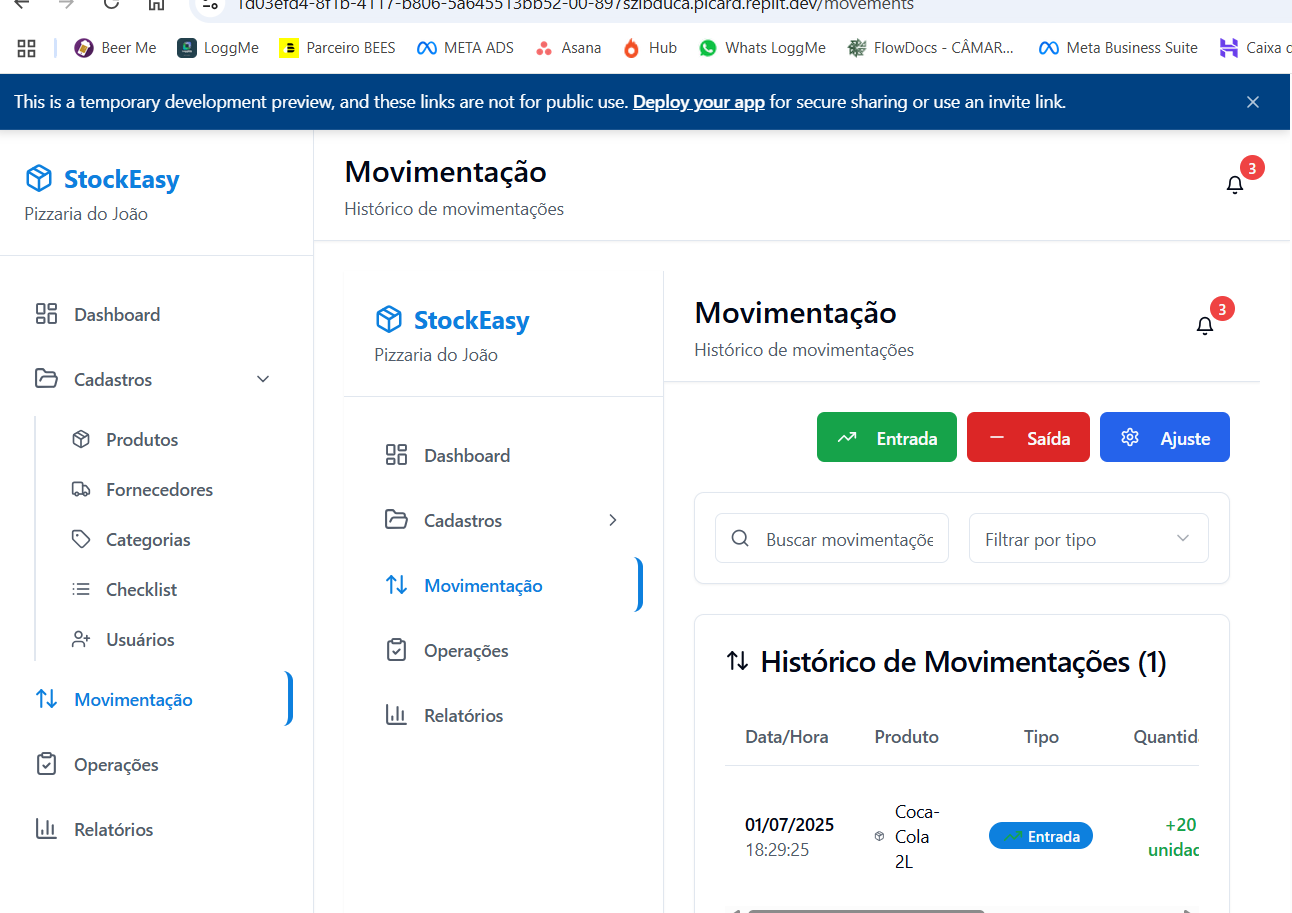 1d03efd4-8f1b-4117-b806-5a645513bb52-00-897szibduca.picard.replit.dev/movements
Beer Me
LoggMe
Parceiro BEES
META ADS
Asana
Hub
Whats LoggMe
FlowDocs - CÂMAR...
Meta Business Suite
Caixa
This is a temporary development preview, and these links are not for public use. Deploy your app for secure sharing or use an invite link.
StockEasy
Pizzaria do João
Dashboard
Cadastros
Produtos
Fornecedores
Categorias
Checklist
Usuários
Movimentação
Operações
Relatórios
Movimentação
3
Histórico de movimentações
StockEasy
Pizzaria do João
Dashboard
Cadastros
Movimentação
Operações
Relatórios
Movimentação
3
Histórico de movimentações
Entrada
Saída
Ajuste
Buscar movimentaçõe
Filtrar por tipo
Histórico de Movimentações (1)
Data/Hora Produto Tipo Quantid
01/07/2025
18:29:25
Coca-
Cola
2L
Entrada
+20
unidac